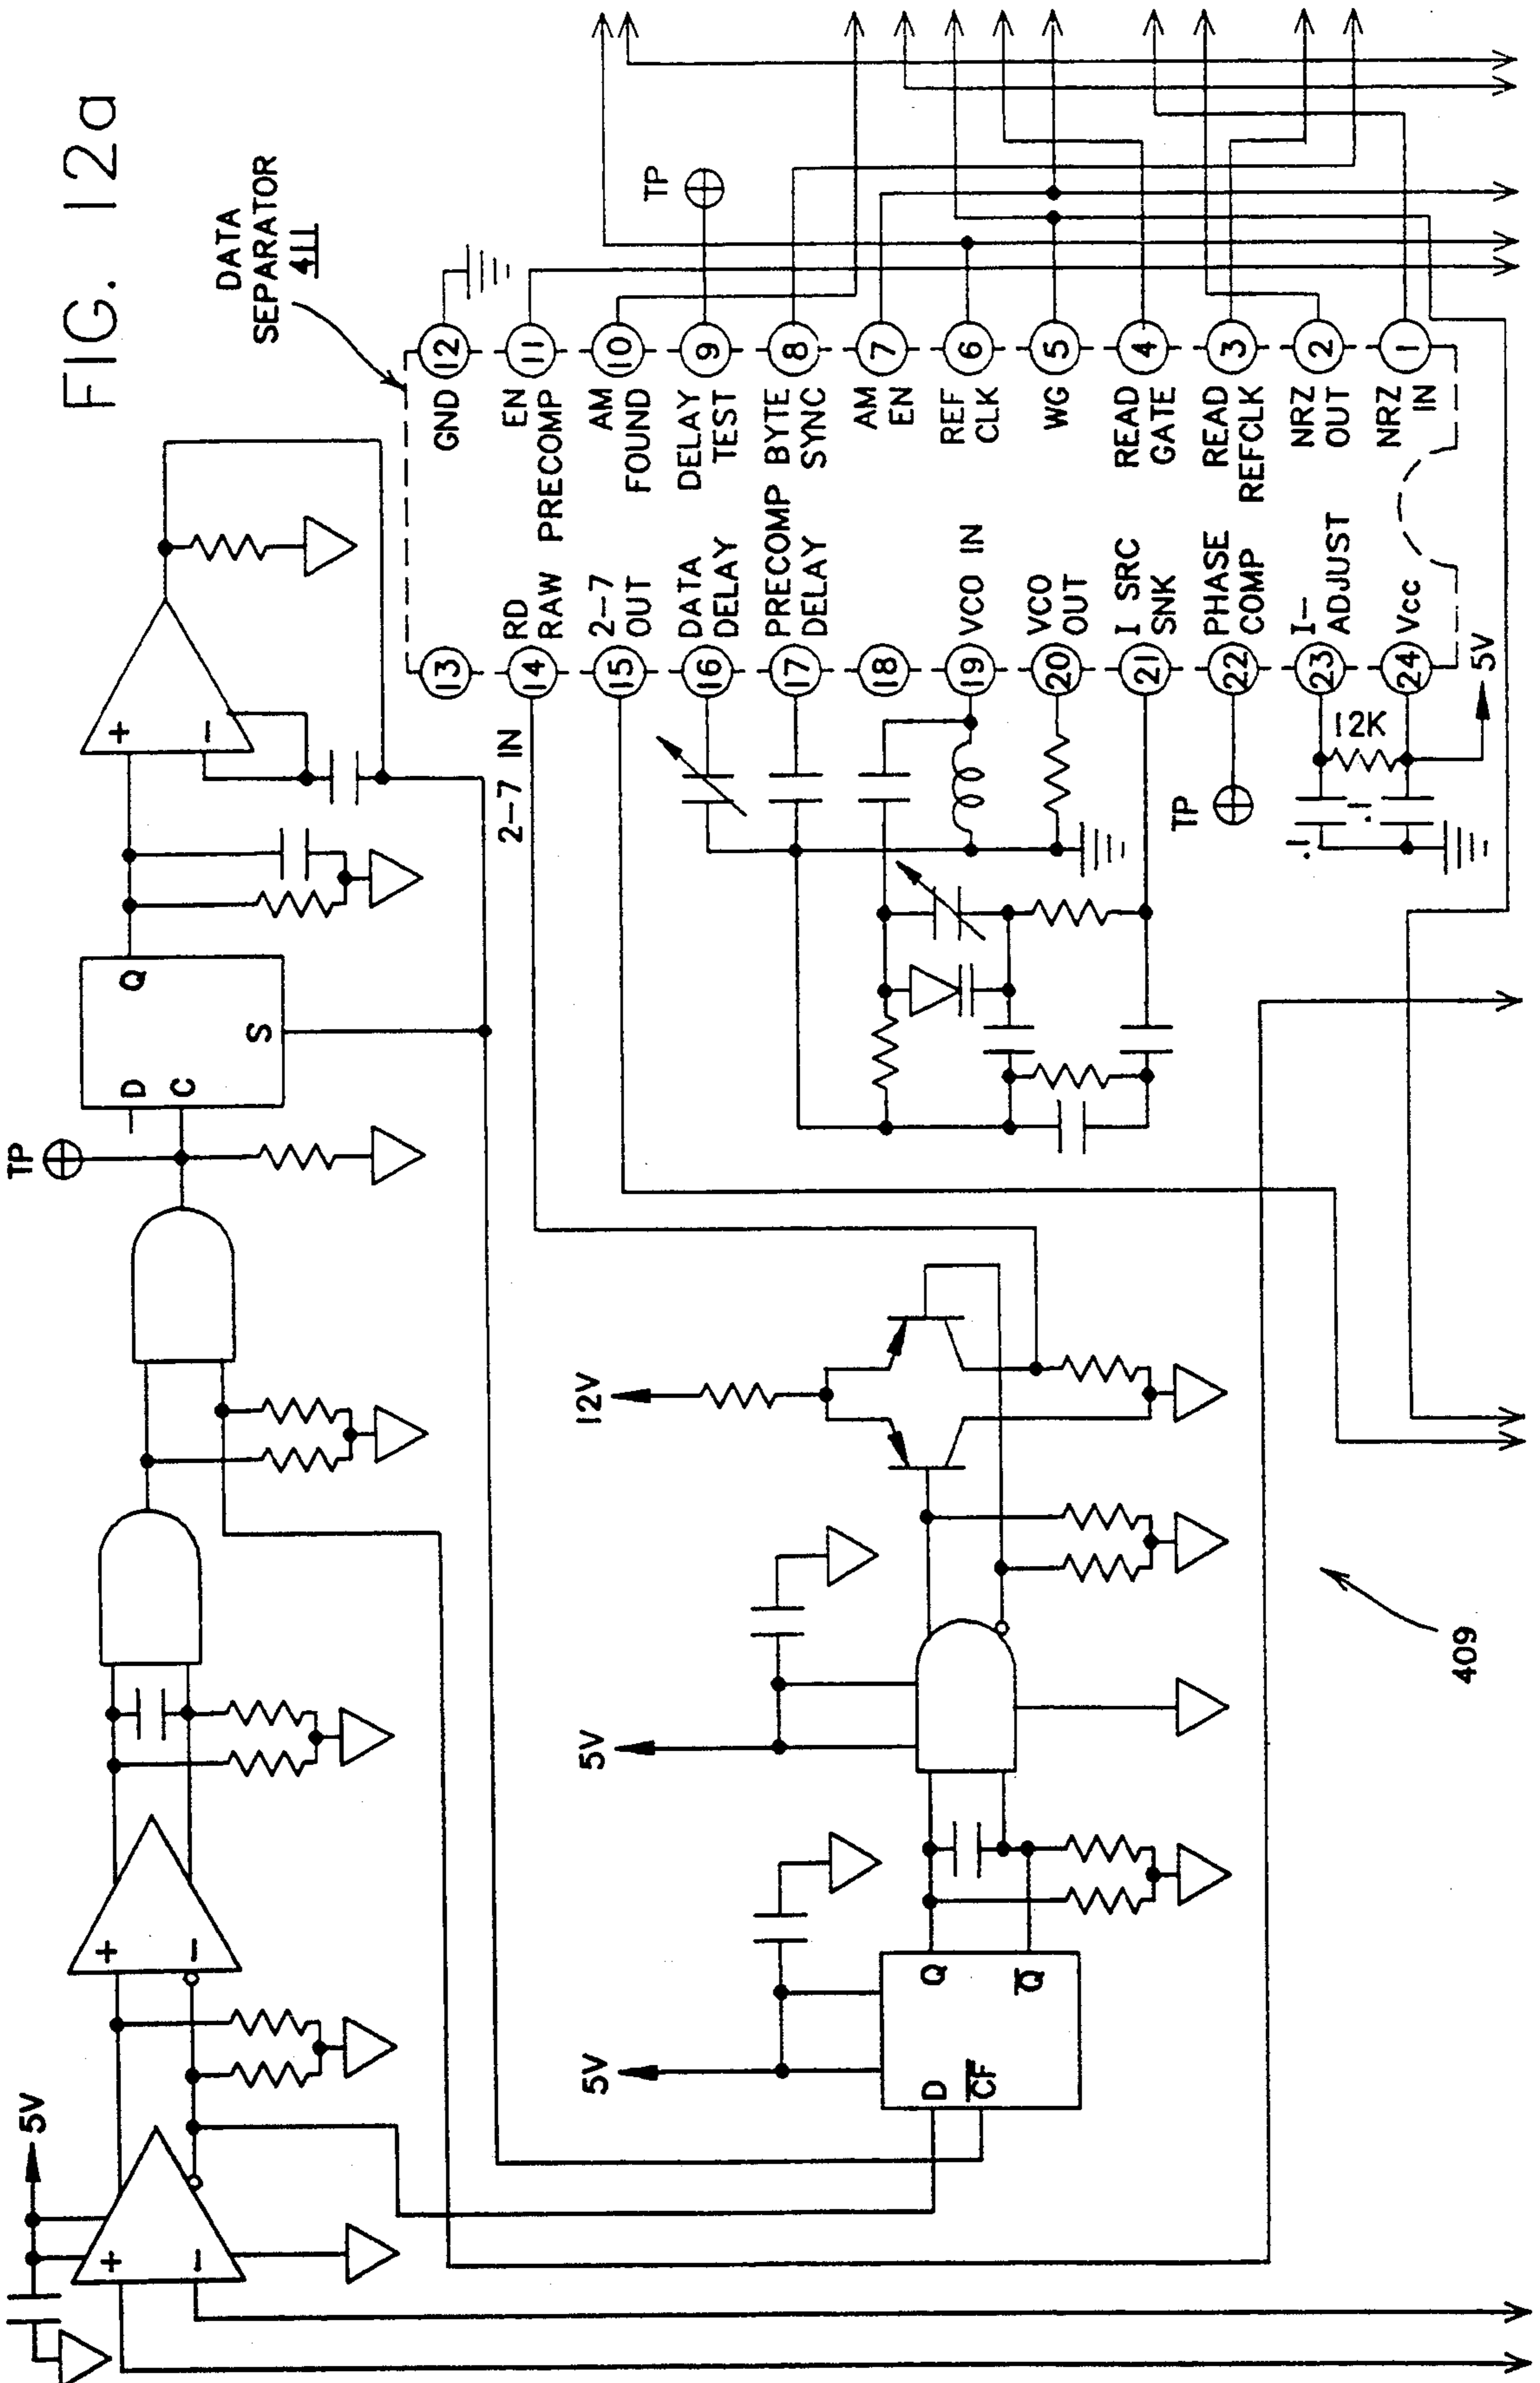 FIG. 12a
DATA
SEPARATOR
411
TP
D
C
Q
S
+
−
+
−
+
−
5V
2-7 IN
13
14
15
16
17
18
19
20
21
22
23
24
RD
RAW PRECOMP
2-7
OUT
DATA
DELAY
PRECOMP
DELAY
VCO IN
VCO
OUT
I SRC
SNK
PHASE
COMP
I-
ADJUST
Vcc
GND
EN
AM
FOUND
DELAY
TEST
BYTE
SYNC
AM
EN
REF
CLK
WG
READ
GATE
READ
REFCLK
NRZ
OUT
NRZ
IN
12
11
10
9
8
7
6
5
4
3
2
1
TP
TP
12K
.1
.1
5V
12V
5V
5V
D
C̅F̅
Q
Q̅
409